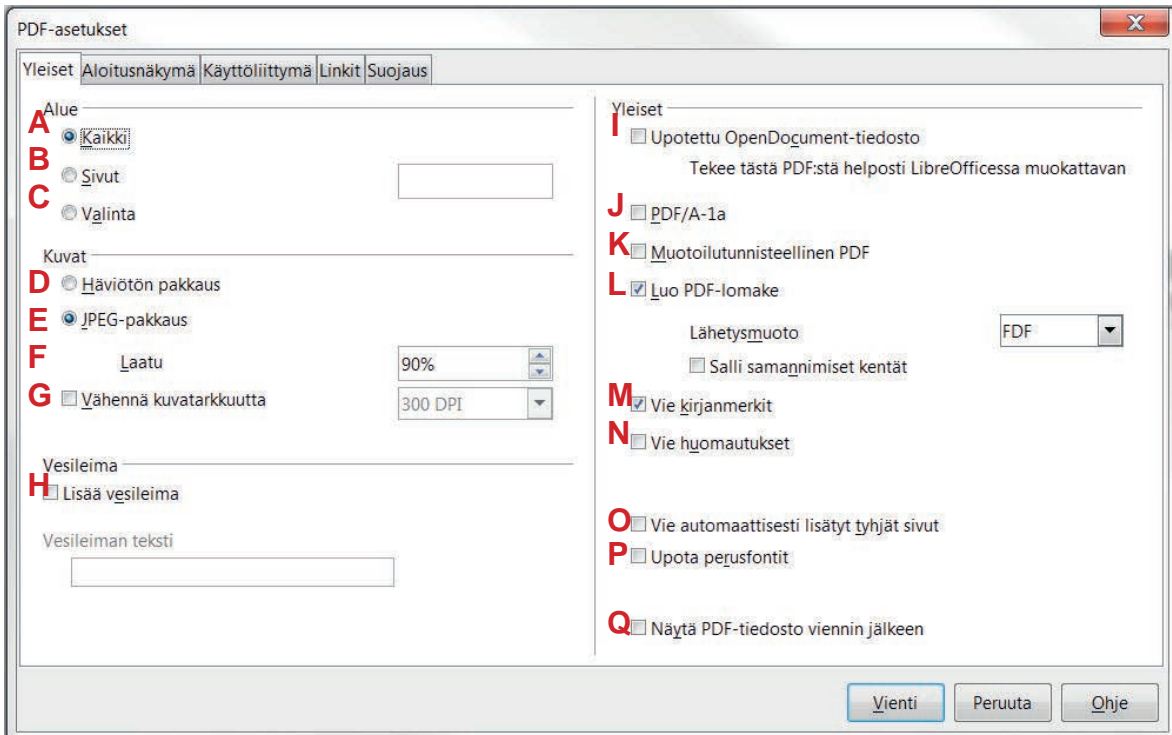 PDF-asetukset
Yleiset Aloitusnäkymä Käyttöliittymä Linkit Suojaus
Alue
A Kaikki
B Sivut
C Valinta
Kuvat
D Häviötön pakkaus
E JPEG-pakkaus
F Laatu 90%
G Vähennä kuvatarkkuutta 300 DPI
Vesileima
H Lisää vesileima
Vesileiman teksti
Yleiset
I Upotettu OpenDocument-tiedosto
Tekee tästä PDF:stä helposti LibreOfficessa muokattavan
J PDF/A-1a
K Muotoilutunnisteellinen PDF
L Luo PDF-lomake
Lähetysmuoto FDF
Salli samannimiset kentät
M Vie kirjanmerkit
N Vie huomautukset
O Vie automaattisesti lisätyt tyhjät sivut
P Upota perusfontit
Q Näytä PDF-tiedosto viennin jälkeen
Vienti Peruuta Ohje